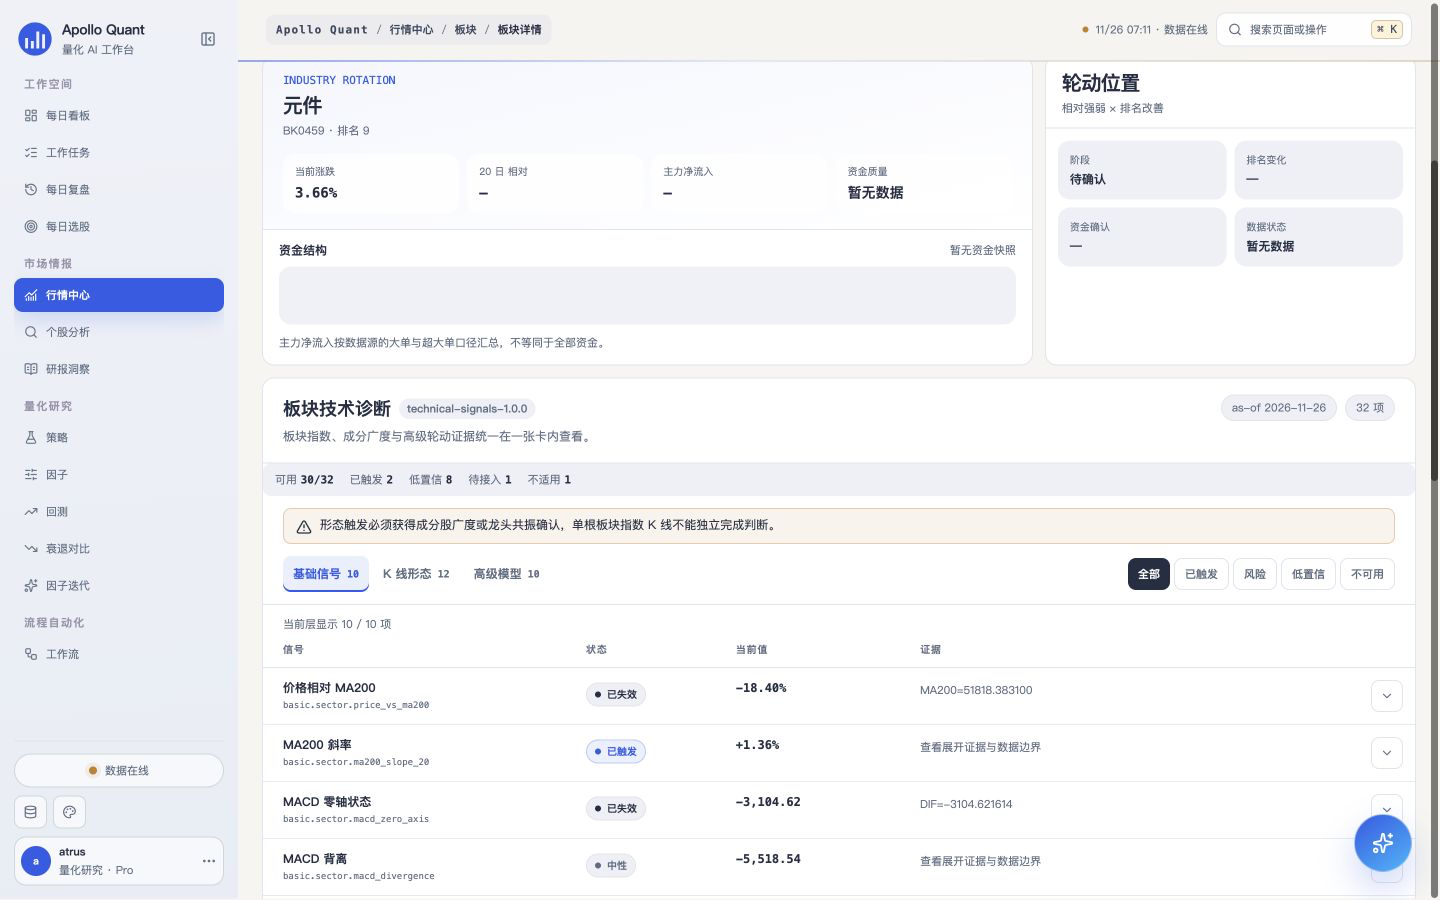 Apollo Quant
量化 AI 工作台
工作空间
每日看板
工作任务
每日复盘
每日选股
市场情报
行情中心
个股分析
研报洞察
量化研究
策略
因子
回测
衰退对比
因子迭代
流程自动化
工作流
数据在线
a
atrus
量化研究 · Pro
Apollo Quant / 行情中心 / 板块 / 板块详情
11/26 07:11 · 数据在线
搜索页面或操作
⌘ K
INDUSTRY ROTATION
元件
BK0459 · 排名 9
当前涨跌
3.66%
20 日 相对
—
主力净流入
—
资金质量
暂无数据
资金结构
暂无资金快照
主力净流入按数据源的大单与超大单口径汇总，不等同于全部资金。
轮动位置
相对强弱 × 排名改善
阶段
待确认
排名变化
—
资金确认
—
数据状态
暂无数据
板块技术诊断 technical-signals-1.0.0
as-of 2026-11-26 32 项
板块指数、成分广度与高级轮动证据统一在一张卡内查看。
可用 30/32 已触发 2 低置信 8 待接入 1 不适用 1
形态触发必须获得成分股广度或龙头共振确认，单根板块指数 K 线不能独立完成判断。
基础信号 10 K 线形态 12 高级模型 10
全部 已触发 风险 低置信 不可用
当前层显示 10 / 10 项
信号 状态 当前值 证据
价格相对 MA200
basic.sector.price_vs_ma200
已失效
-18.40%
MA200=51818.383100
MA200 斜率
basic.sector.ma200_slope_20
已触发
+1.36%
查看展开证据与数据边界
MACD 零轴状态
basic.sector.macd_zero_axis
已失效
-3,104.62
DIF=-3104.621614
MACD 背离
basic.sector.macd_divergence
中性
-5,518.54
查看展开证据与数据边界